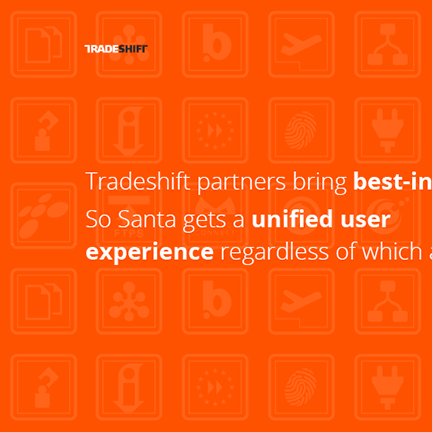 TRADESHIFT
Tradeshift partners bring best-in
So Santa gets a unified user
experience regardless of which